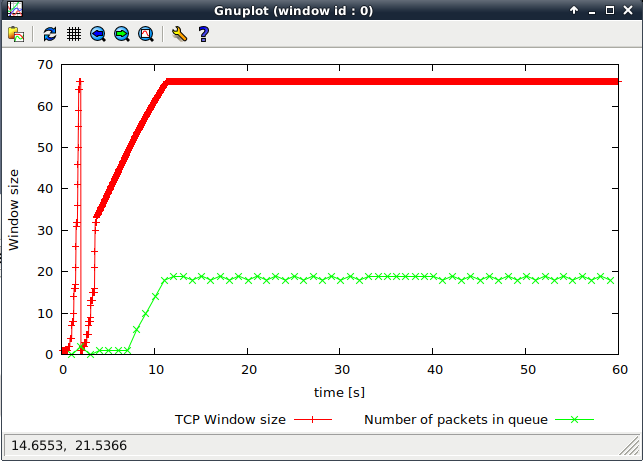 Gnuplot (window id : 0)
70
60
50
40
30
20
10
0
Window size
0 10 20 30 40 50 60
time [s]
TCP Window size Number of packets in queue
14.6553, 21.5366